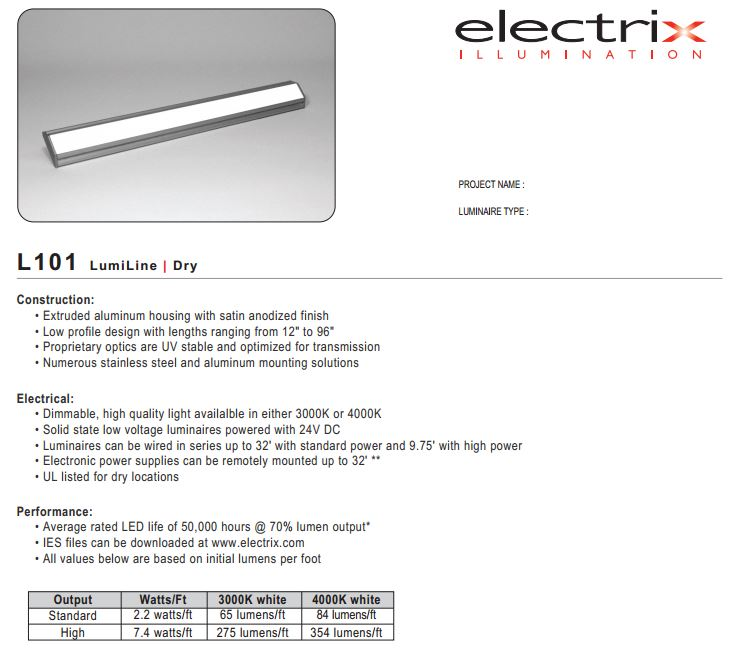 electrix
ILLUMINATION
PROJECT NAME :
LUMINAIRE TYPE :
L101 LumiLine | Dry
Construction:
• Extruded aluminum housing with satin anodized finish
• Low profile design with lengths ranging from 12" to 96"
• Proprietary optics are UV stable and optimized for transmission
• Numerous stainless steel and aluminum mounting solutions
Electrical:
• Dimmable, high quality light availalble in either 3000K or 4000K
• Solid state low voltage luminaires powered with 24V DC
• Luminaires can be wired in series up to 32' with standard power and 9.75' with high power
• Electronic power supplies can be remotely mounted up to 32' **
• UL listed for dry locations
Performance:
• Average rated LED life of 50,000 hours @ 70% lumen output*
• IES files can be downloaded at www.electrix.com
• All values below are based on initial lumens per foot
Output Watts/Ft 3000K white 4000K white
Standard 2.2 watts/ft 65 lumens/ft 84 lumens/ft
High 7.4 watts/ft 275 lumens/ft 354 lumens/ft